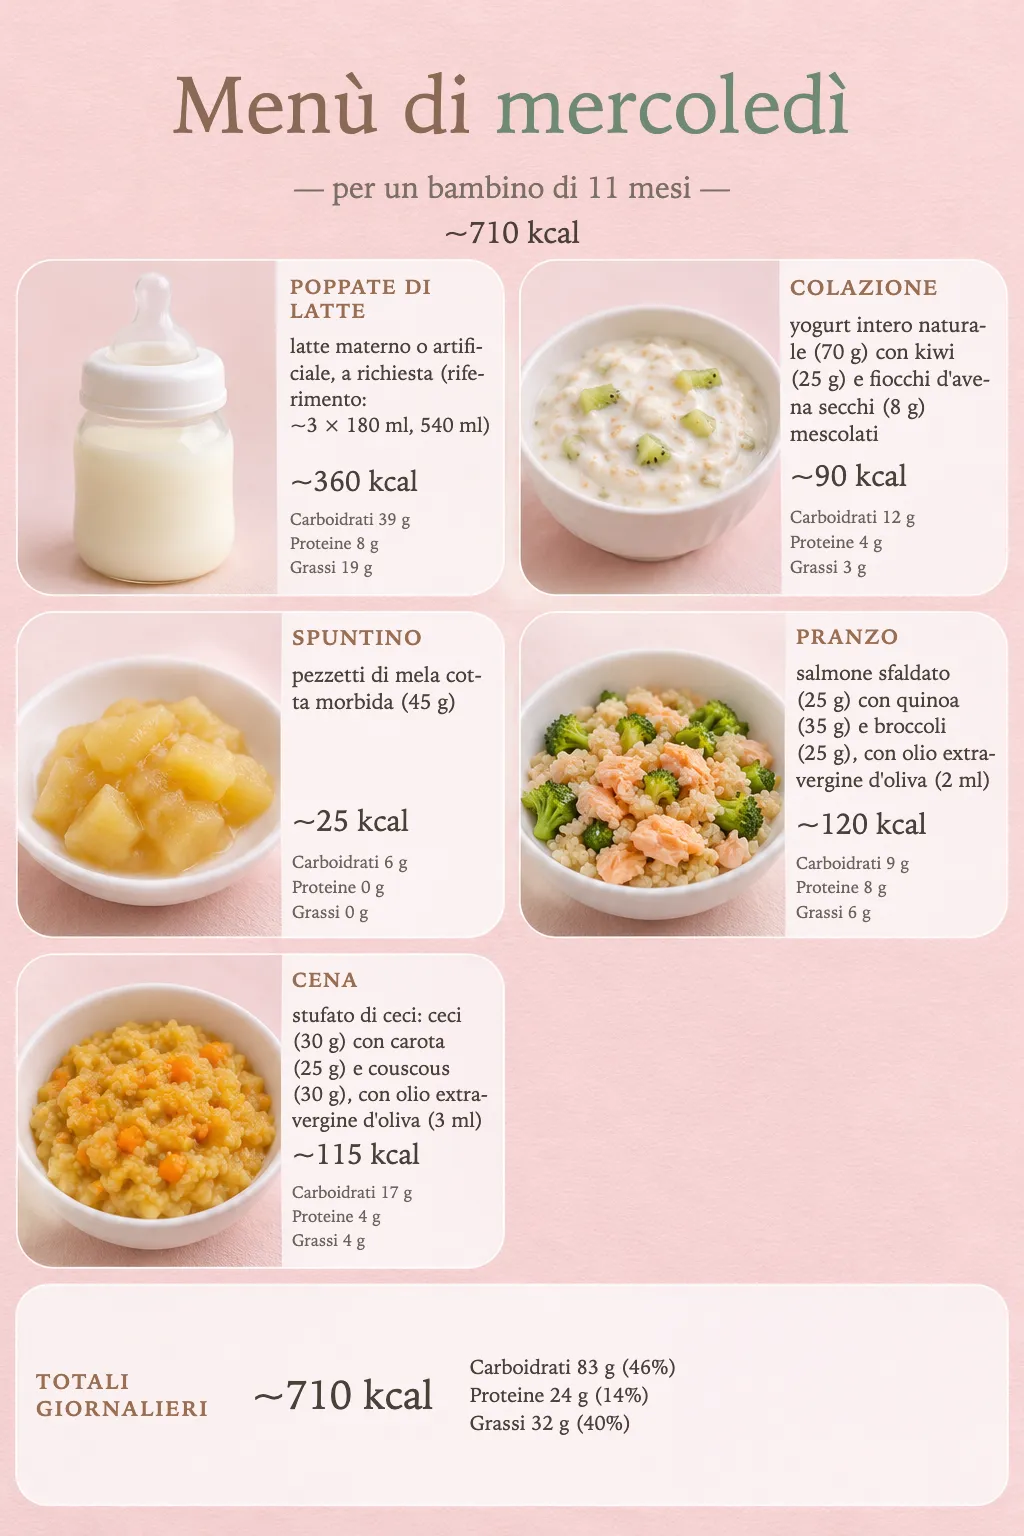 Menù di mercoledì
— per un bambino di 11 mesi —
~710 kcal
POPPATE DI
LATTE
latte materno o artifi-
ciale, a richiesta (rife-
rimento:
~3 × 180 ml, 540 ml)
~360 kcal
Carboidrati 39 g
Proteine 8 g
Grassi 19 g
COLAZIONE
yogurt intero natura-
le (70 g) con kiwi
(25 g) e fiocchi d'ave-
na secchi (8 g)
mescolati
~90 kcal
Carboidrati 12 g
Proteine 4 g
Grassi 3 g
SPUNTINO
pezzetti di mela cot-
ta morbida (45 g)
~25 kcal
Carboidrati 6 g
Proteine 0 g
Grassi 0 g
PRANZO
salmone sfaldato
(25 g) con quinoa
(35 g) e broccoli
(25 g), con olio extra-
vergine d'oliva (2 ml)
~120 kcal
Carboidrati 9 g
Proteine 8 g
Grassi 6 g
CENA
stufato di ceci: ceci
(30 g) con carota
(25 g) e couscous
(30 g), con olio extra-
vergine d'oliva (3 ml)
~115 kcal
Carboidrati 17 g
Proteine 4 g
Grassi 4 g
TOTALI
GIORNALIERI
~710 kcal
Carboidrati 83 g (46%)
Proteine 24 g (14%)
Grassi 32 g (40%)